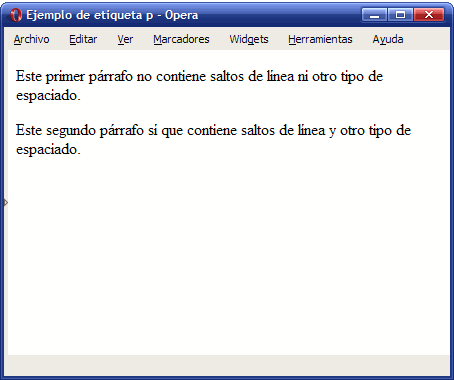 Ejemplo de etiqueta p - Opera
Archivo Editar Ver Marcadores Widgets Herramientas Ayuda
Este primer párrafo no contiene saltos de línea ni otro tipo de
espaciado.
Este segundo párrafo sí que contiene saltos de línea y otro tipo de
espaciado.